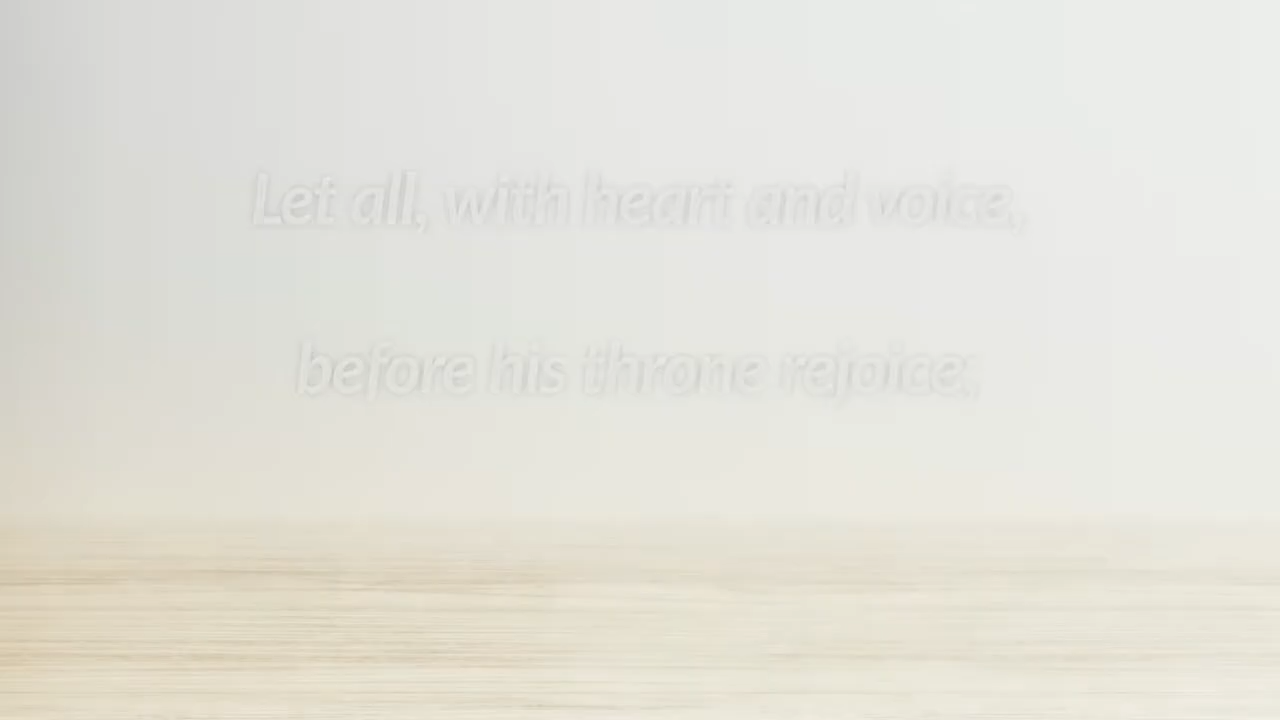 Let all, with heart and voice,
before his throne rejoice;